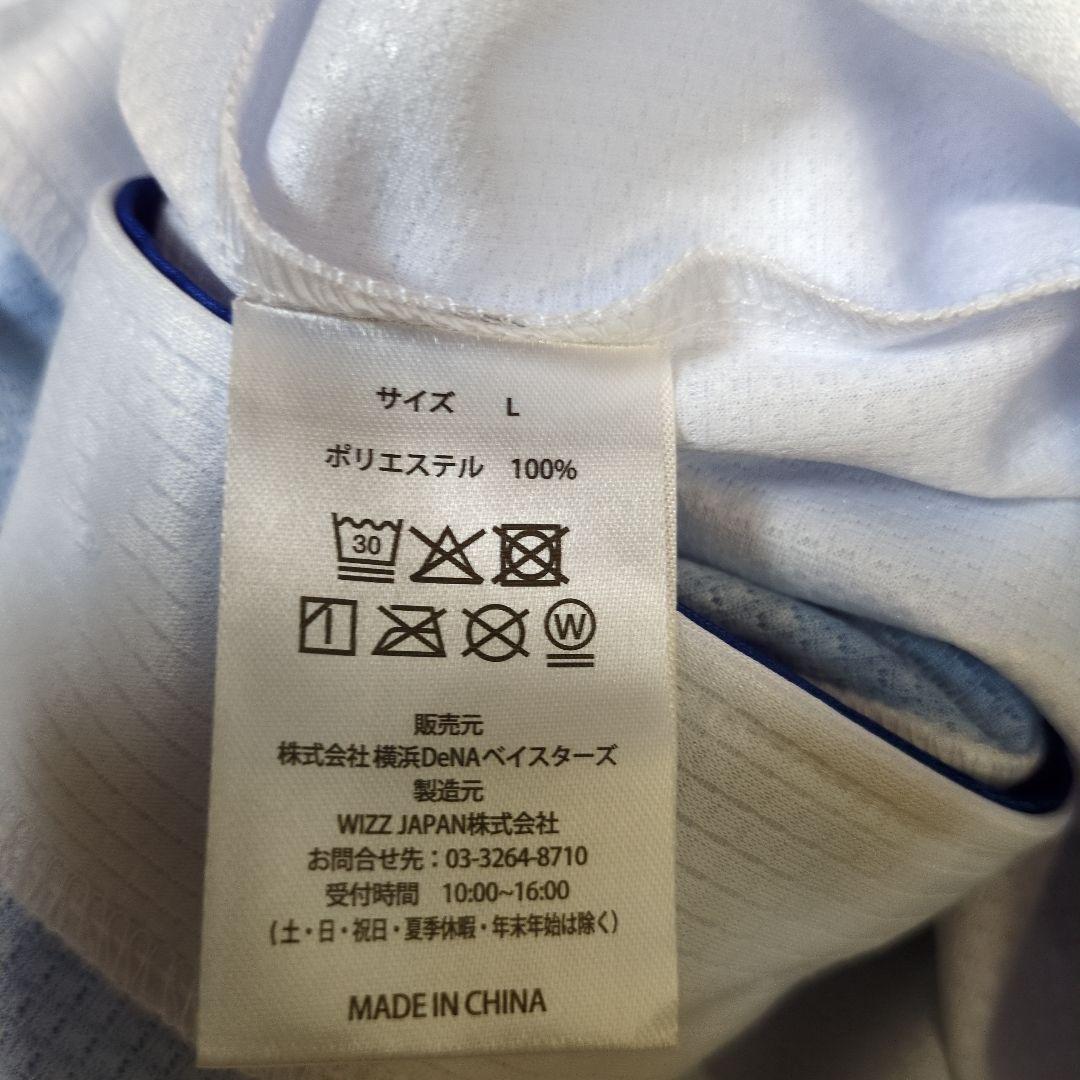 サイズ L
ポリエステル 100%
30
W
販売元
株式会社 横浜DeNAベイスターズ
製造元
WIZZ JAPAN株式会社
お問合せ先：03-3264-8710
受付時間 10:00~16:00
(土・日・祝日・夏季休暇・年末年始は除く)
MADE IN CHINA